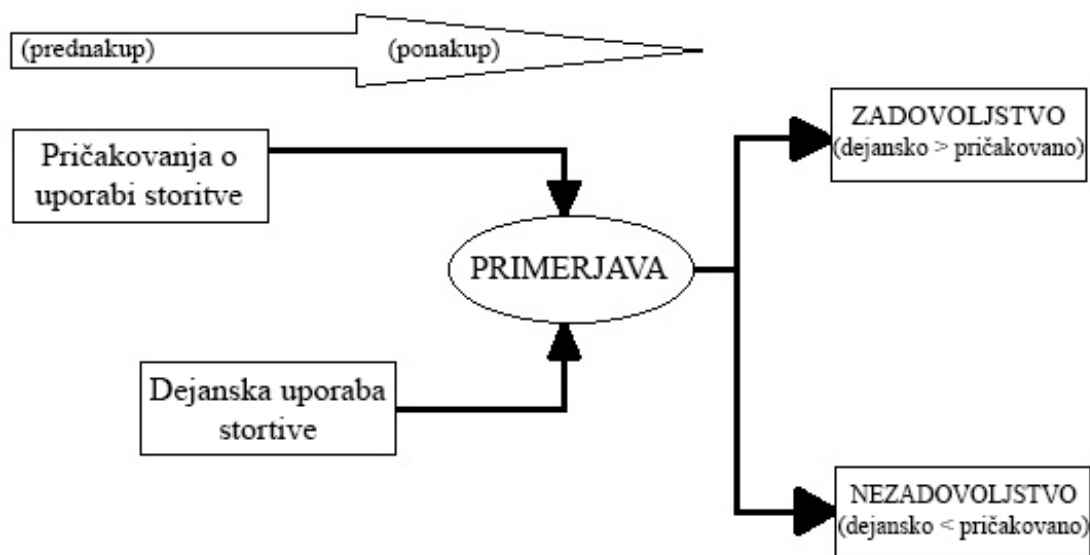 (prednakup) (ponakup)
Pričakovanja o
uporabi storitve
PRIMERJAVA
Dejanska uporaba
stortive
ZADOVOLJSTVO
(dejansko > pričakovano)
NEZADOVOLJSTVO
(dejansko < pričakovano)